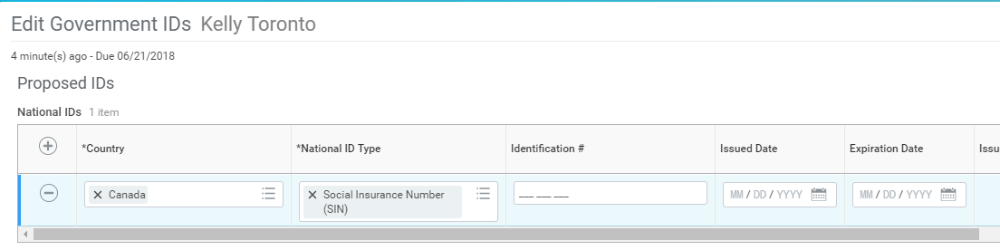 Edit Government IDs Kelly Toronto
4 minute(s) ago - Due 06/21/2018
Proposed IDs
National IDs 1 item
*Country *National ID Type Identification # Issued Date Expiration Date Issu
Canada Social Insurance Number ___ ___ ___ MM / DD / YYYY MM / DD / YYYY
(SIN)